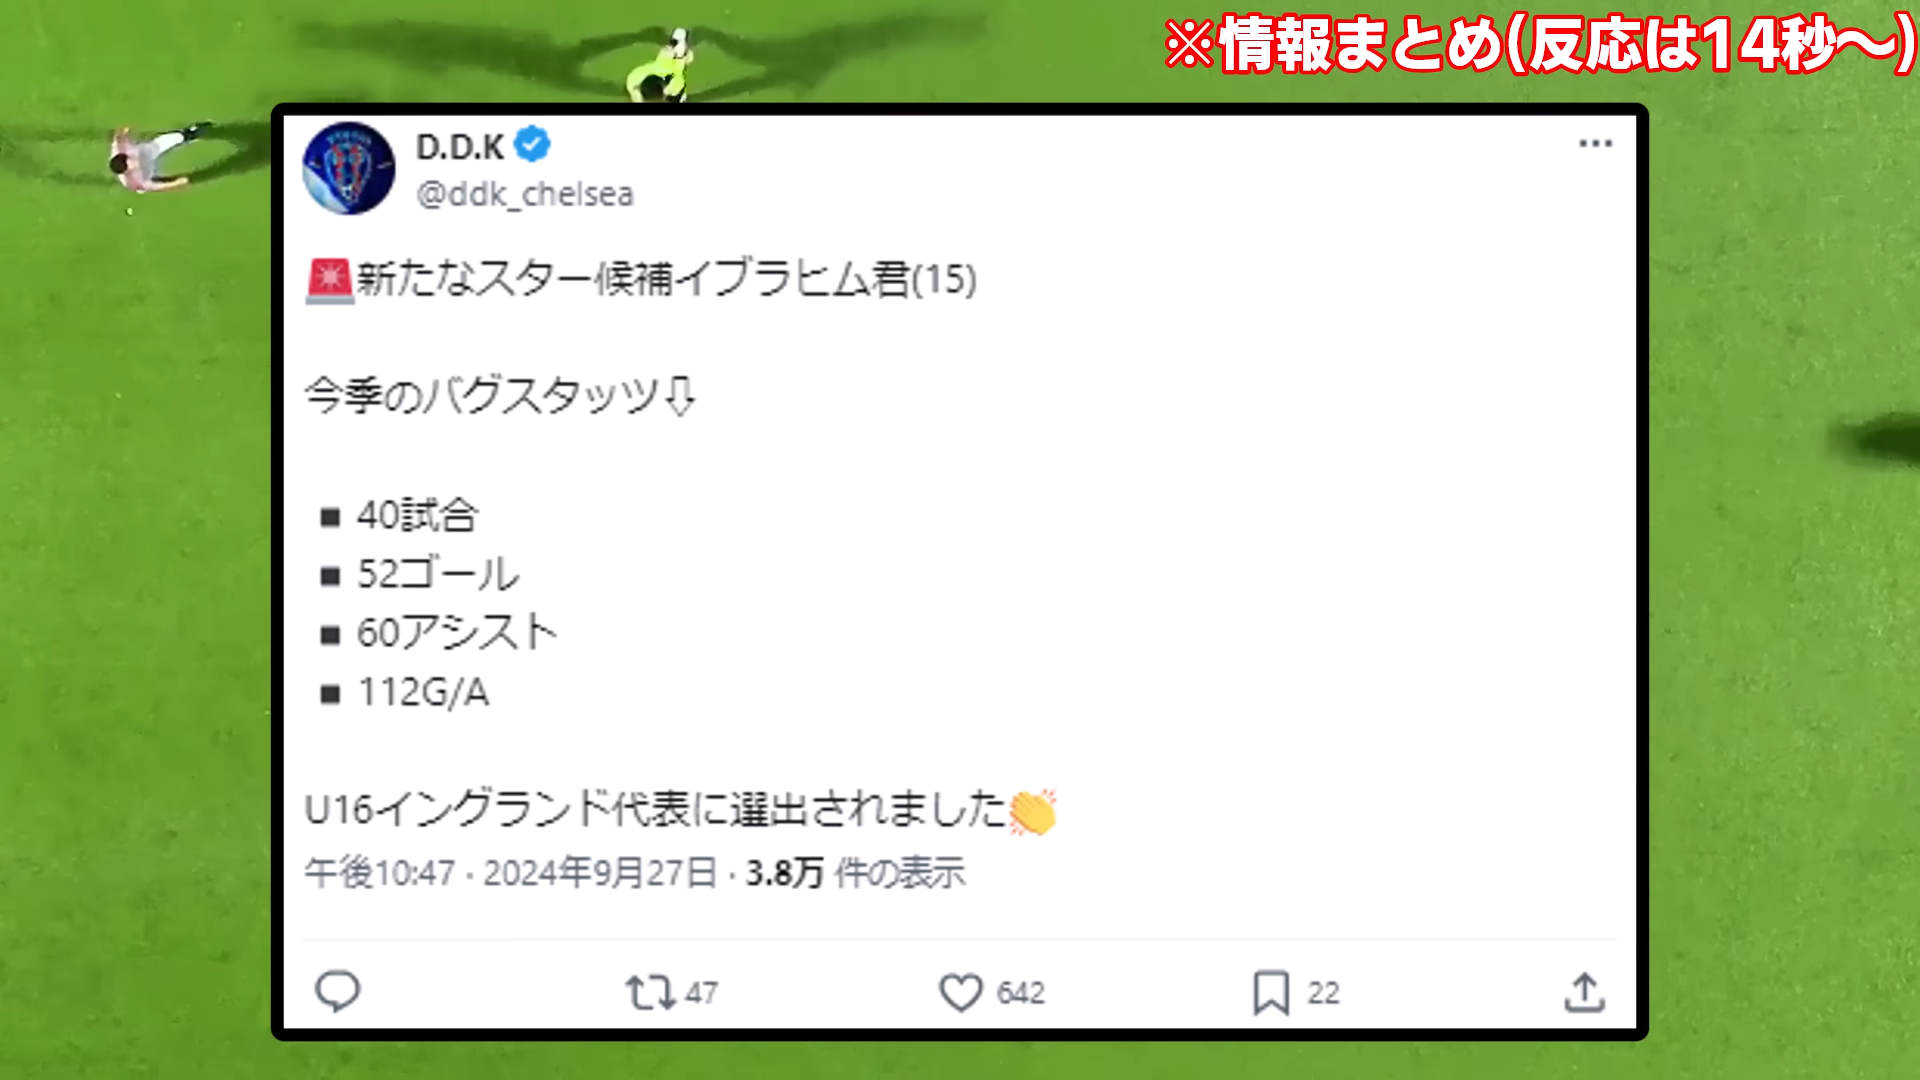 ※情報まとめ(反応は14秒〜)
D.D.K
@ddk_chelsea
🚨新たなスター候補イブラヒム君(15)
今季のバグスタッツ⇩
▪ 40試合
▪ 52ゴール
▪ 60アシスト
▪ 112G/A
U16イングランド代表に選出されました👏
午後10:47 · 2024年9月27日 · 3.8万 件の表示
47 642 22